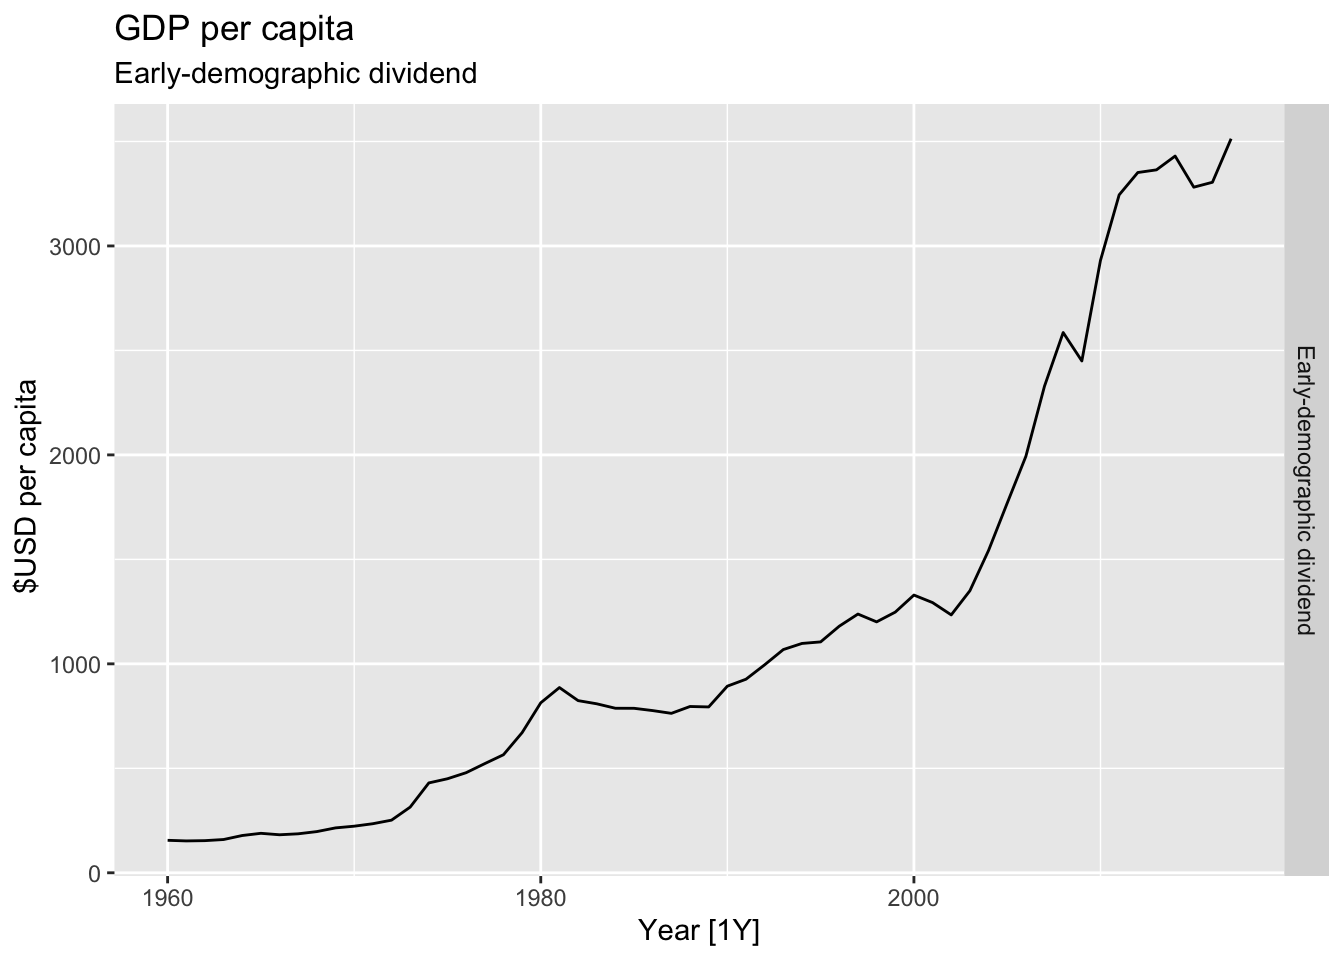 GDP per capita
Early-demographic dividend
$USD per capita
3000
2000
1000
0
1960
1980
2000
Year [1Y]
Early-demographic dividend